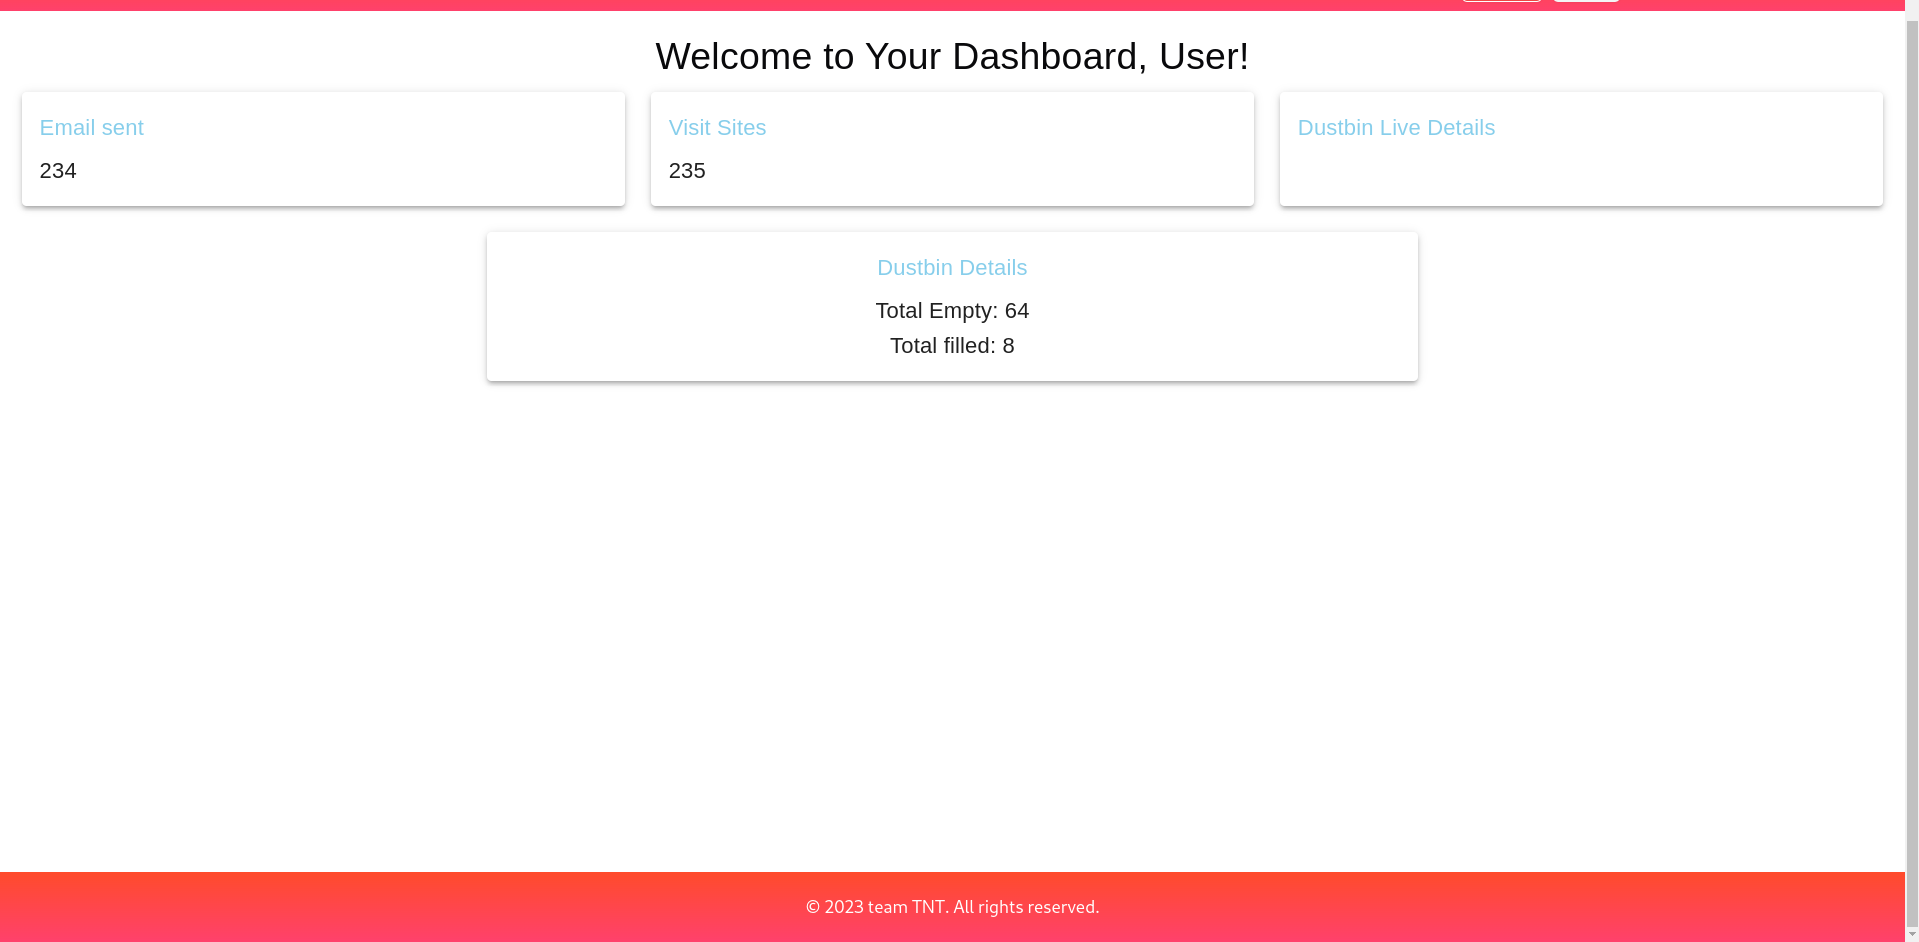 Welcome to Your Dashboard, User!
Email sent
234
Visit Sites
235
Dustbin Live Details
Dustbin Details
Total Empty: 64
Total filled: 8
© 2023 team TNT. All rights reserved.